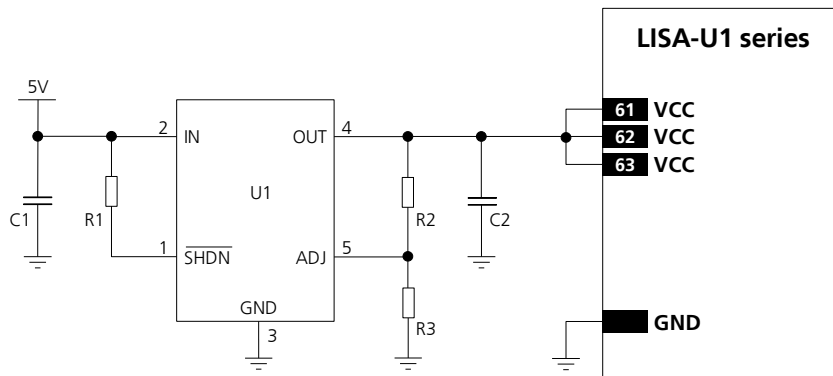 LISA-U1 series
5V
61 VCC
2 IN OUT 4
62 VCC
63 VCC
U1
C1 R1 R2 C2
1 SHDN ADJ 5
GND
3
R3
GND